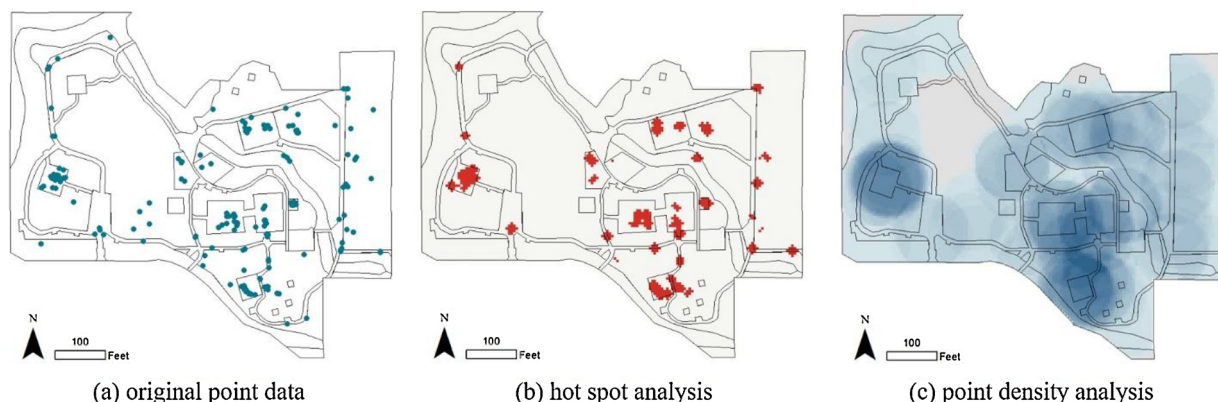 N
100
Feet
N
100
Feet
N
100
Feet
(a) original point data
(b) hot spot analysis
(c) point density analysis